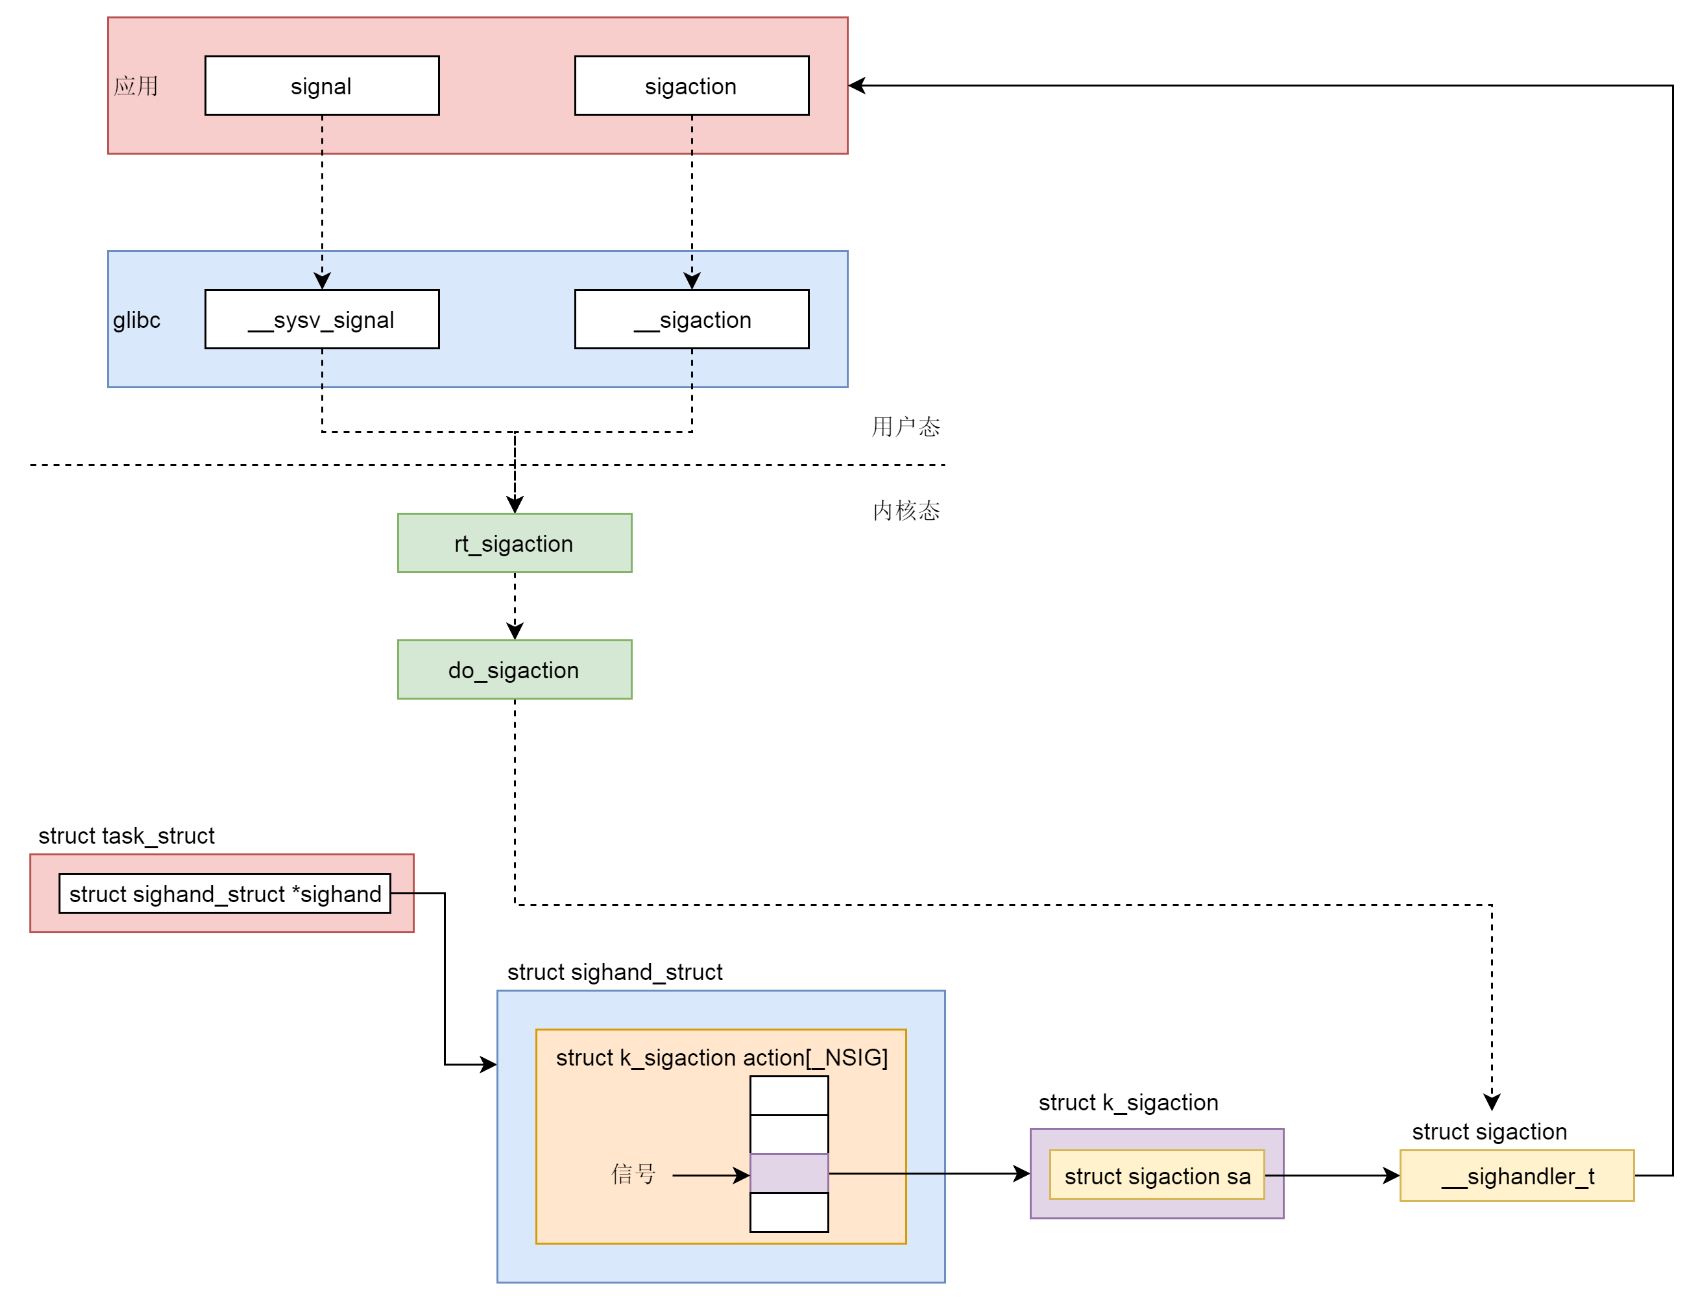 应用
signal
sigaction
glibc
__sysv_signal
__sigaction
用户态
内核态
rt_sigaction
do_sigaction
struct task_struct
struct sighand_struct *sighand
struct sighand_struct
struct k_sigaction action[_NSIG]
信号
struct k_sigaction
struct sigaction sa
struct sigaction
__sighandler_t